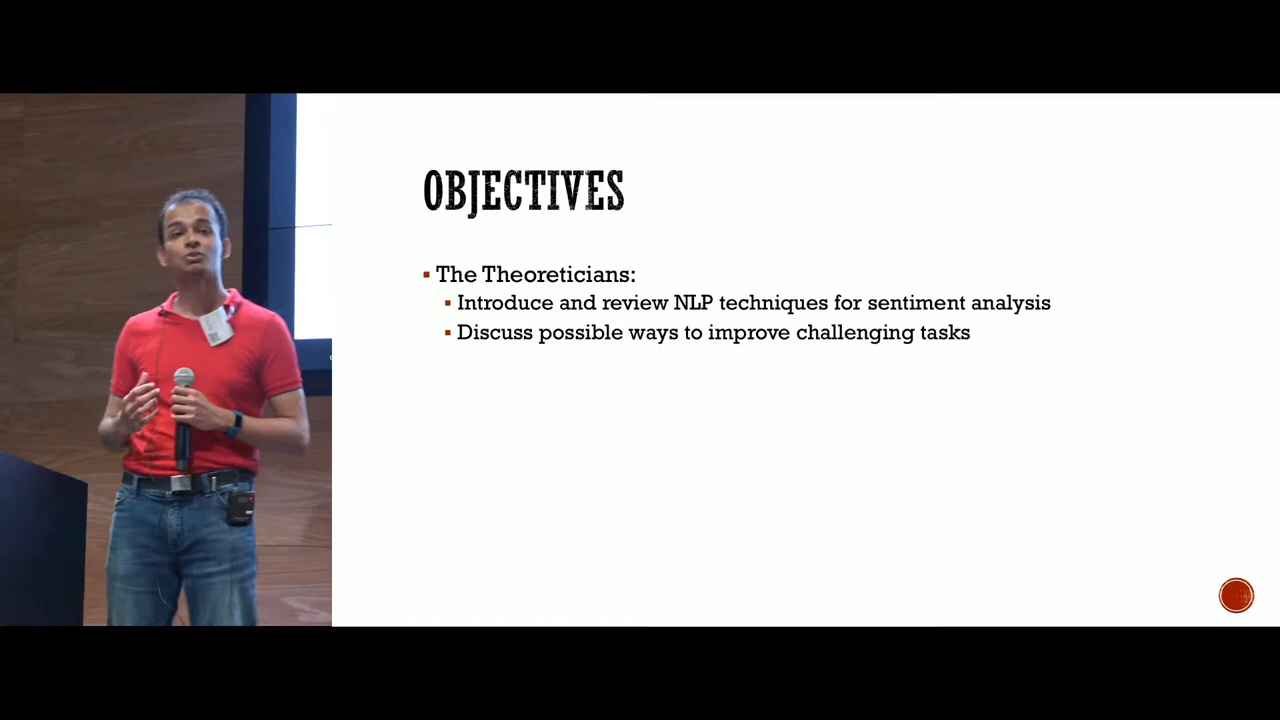 OBJECTIVES
▪ The Theoreticians:
▪ Introduce and review NLP techniques for sentiment analysis
▪ Discuss possible ways to improve challenging tasks